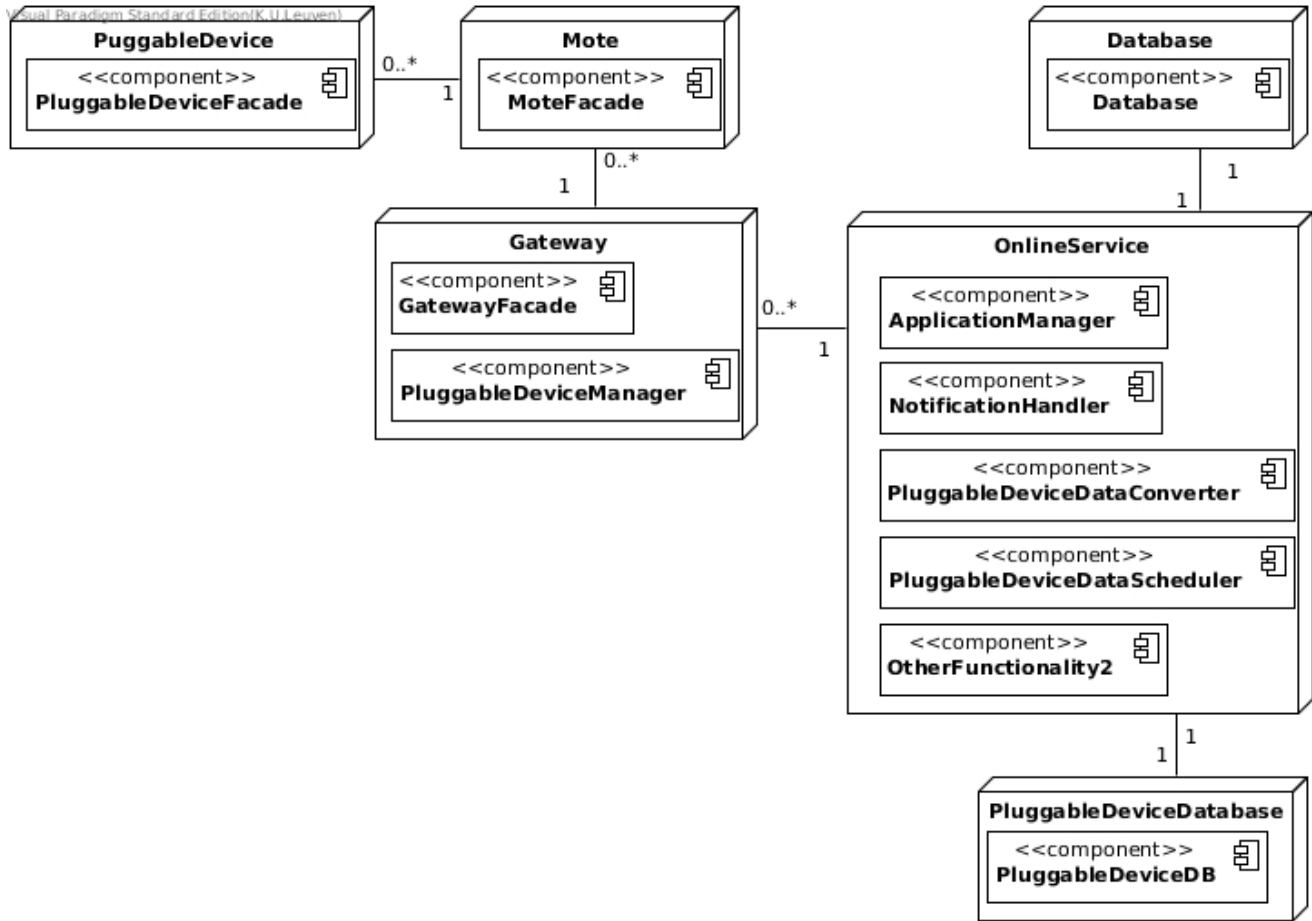 Visual Paradigm Standard Edition(K.U.Leuven)
PuggableDevice
<<component>>
PluggableDeviceFacade
0..*
1
Mote
<<component>>
MoteFacade
0..*
1
Database
<<component>>
Database
1
1
Gateway
<<component>>
GatewayFacade
<<component>>
PluggableDeviceManager
0..*
1
OnlineService
<<component>>
ApplicationManager
<<component>>
NotificationHandler
<<component>>
PluggableDeviceDataConverter
<<component>>
PluggableDeviceDataScheduler
<<component>>
OtherFunctionality2
1
1
PluggableDeviceDatabase
<<component>>
PluggableDeviceDB